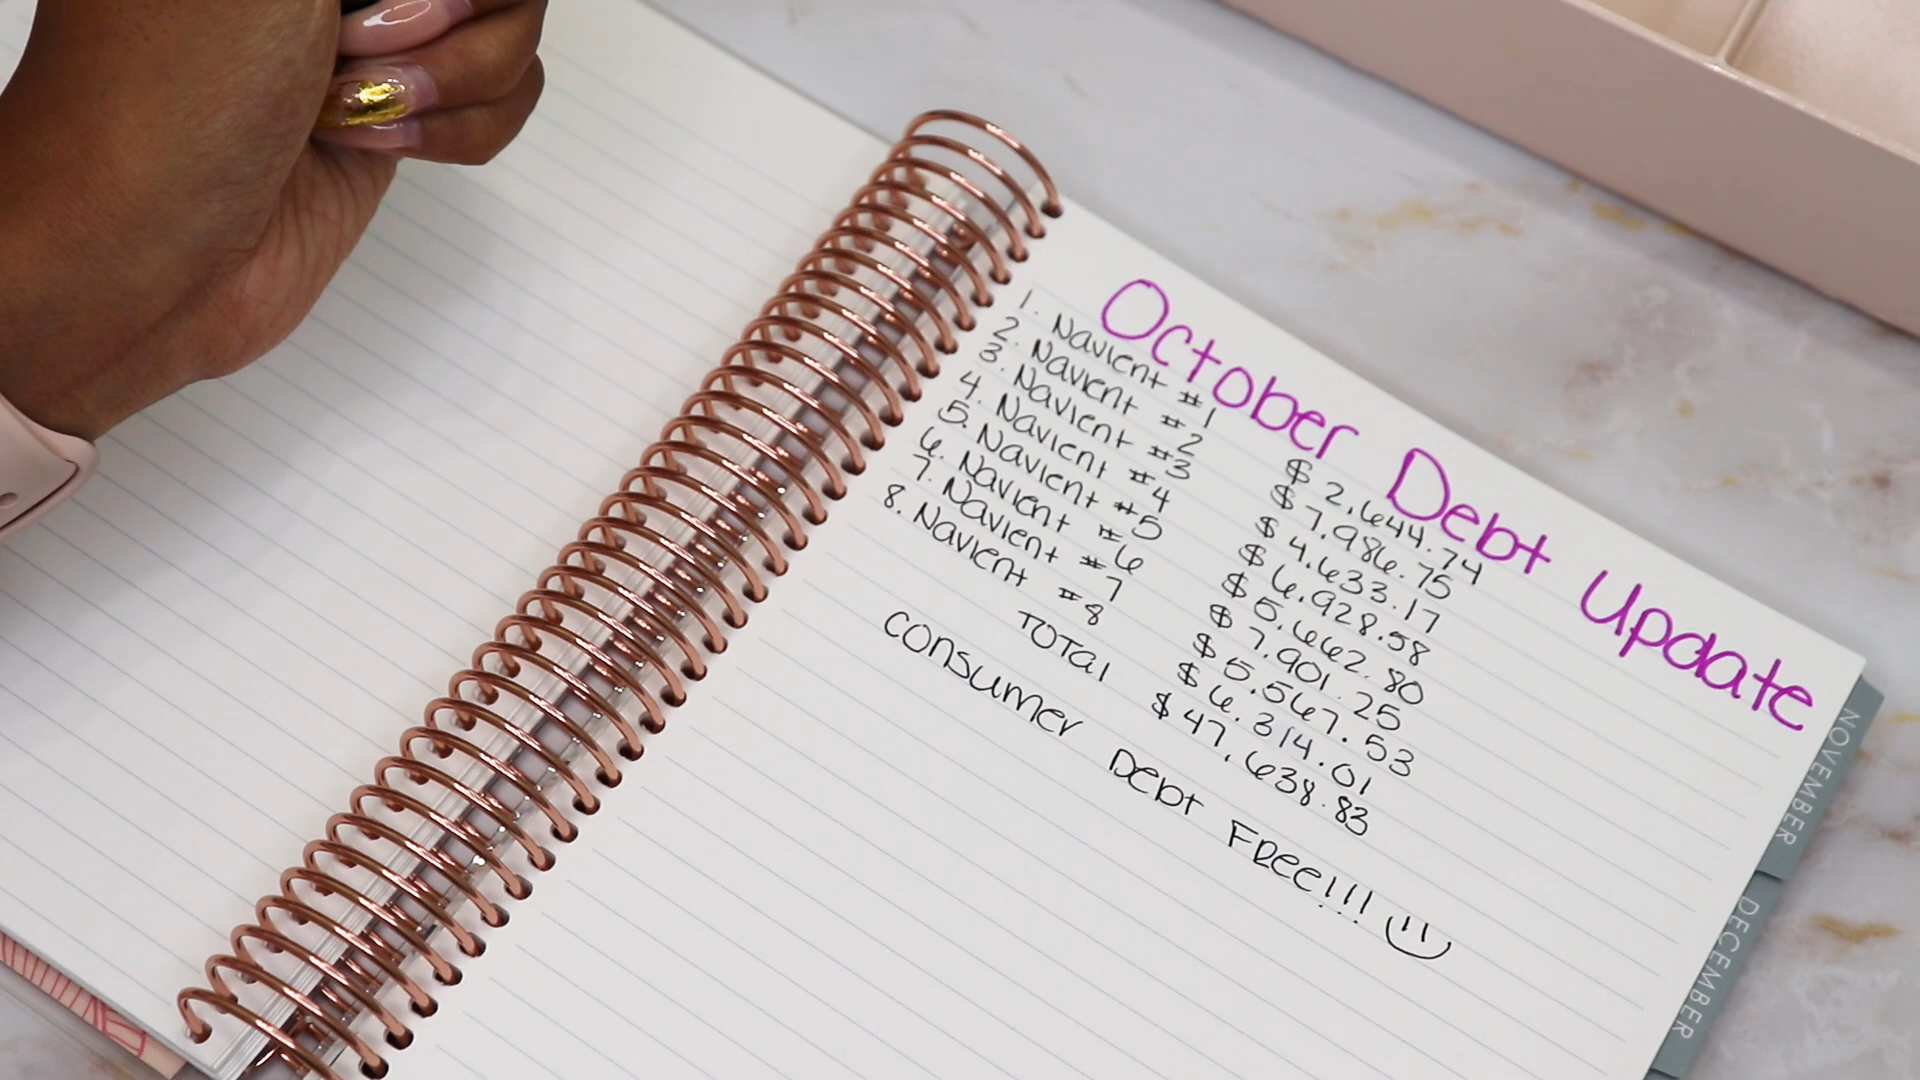 October Debt Update
1. Navient #1 $2,644.74
2. Navient #2 $7,986.75
3. Navient #3 $4,633.17
4. Navient #4 $6,928.58
5. Navient #5 $5,662.80
6. Navient #6 $7,901.25
7. Navient #7 $5,567.53
8. Navient #8 $6,314.01
TOTAl $47,638.83
CONSUMER Debt FREE!!!
NOVEMBER
DECEMBER